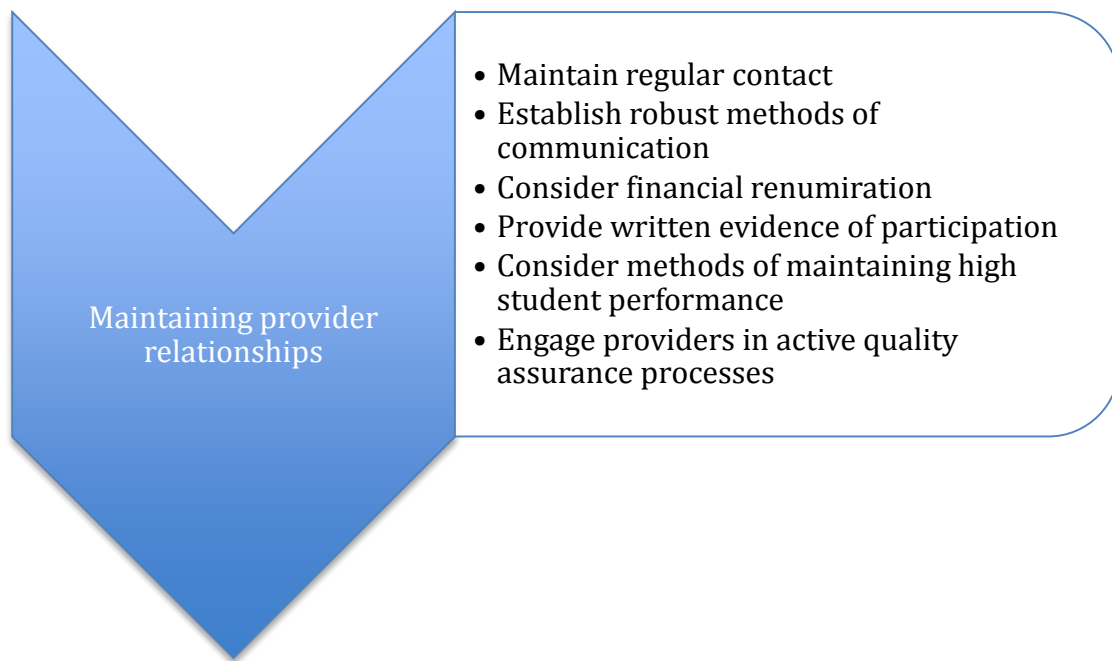 Maintaining provider
relationships
• Maintain regular contact
• Establish robust methods of
communication
• Consider financial renumiration
• Provide written evidence of participation
• Consider methods of maintaining high
student performance
• Engage providers in active quality
assurance processes